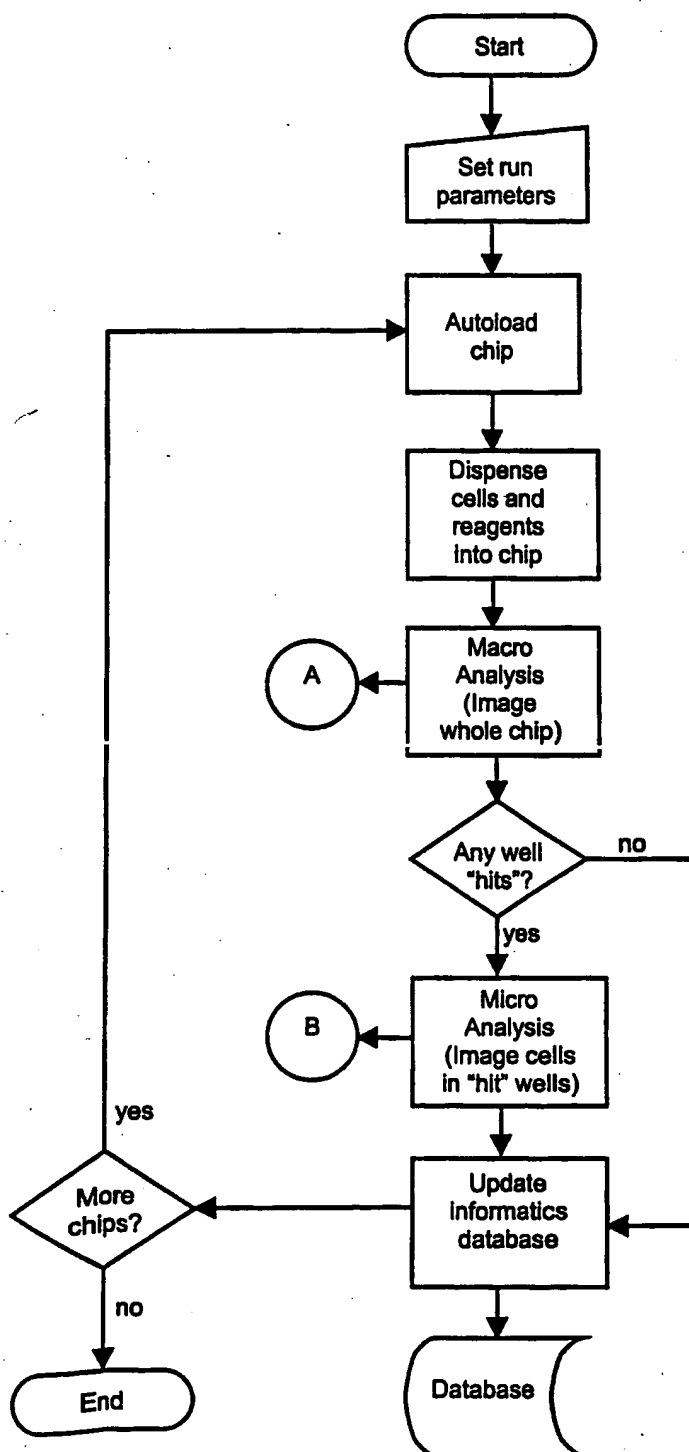 Start
Set run
parameters
Autoload
chip
Dispense
cells and
reagents
into chip
Macro
Analysis
(Image
whole chip)
A
Any well
"hits"?
no
yes
Micro
Analysis
(Image cells
in "hit" wells)
B
Update
informatics
database
More
chips?
yes
no
End
Database